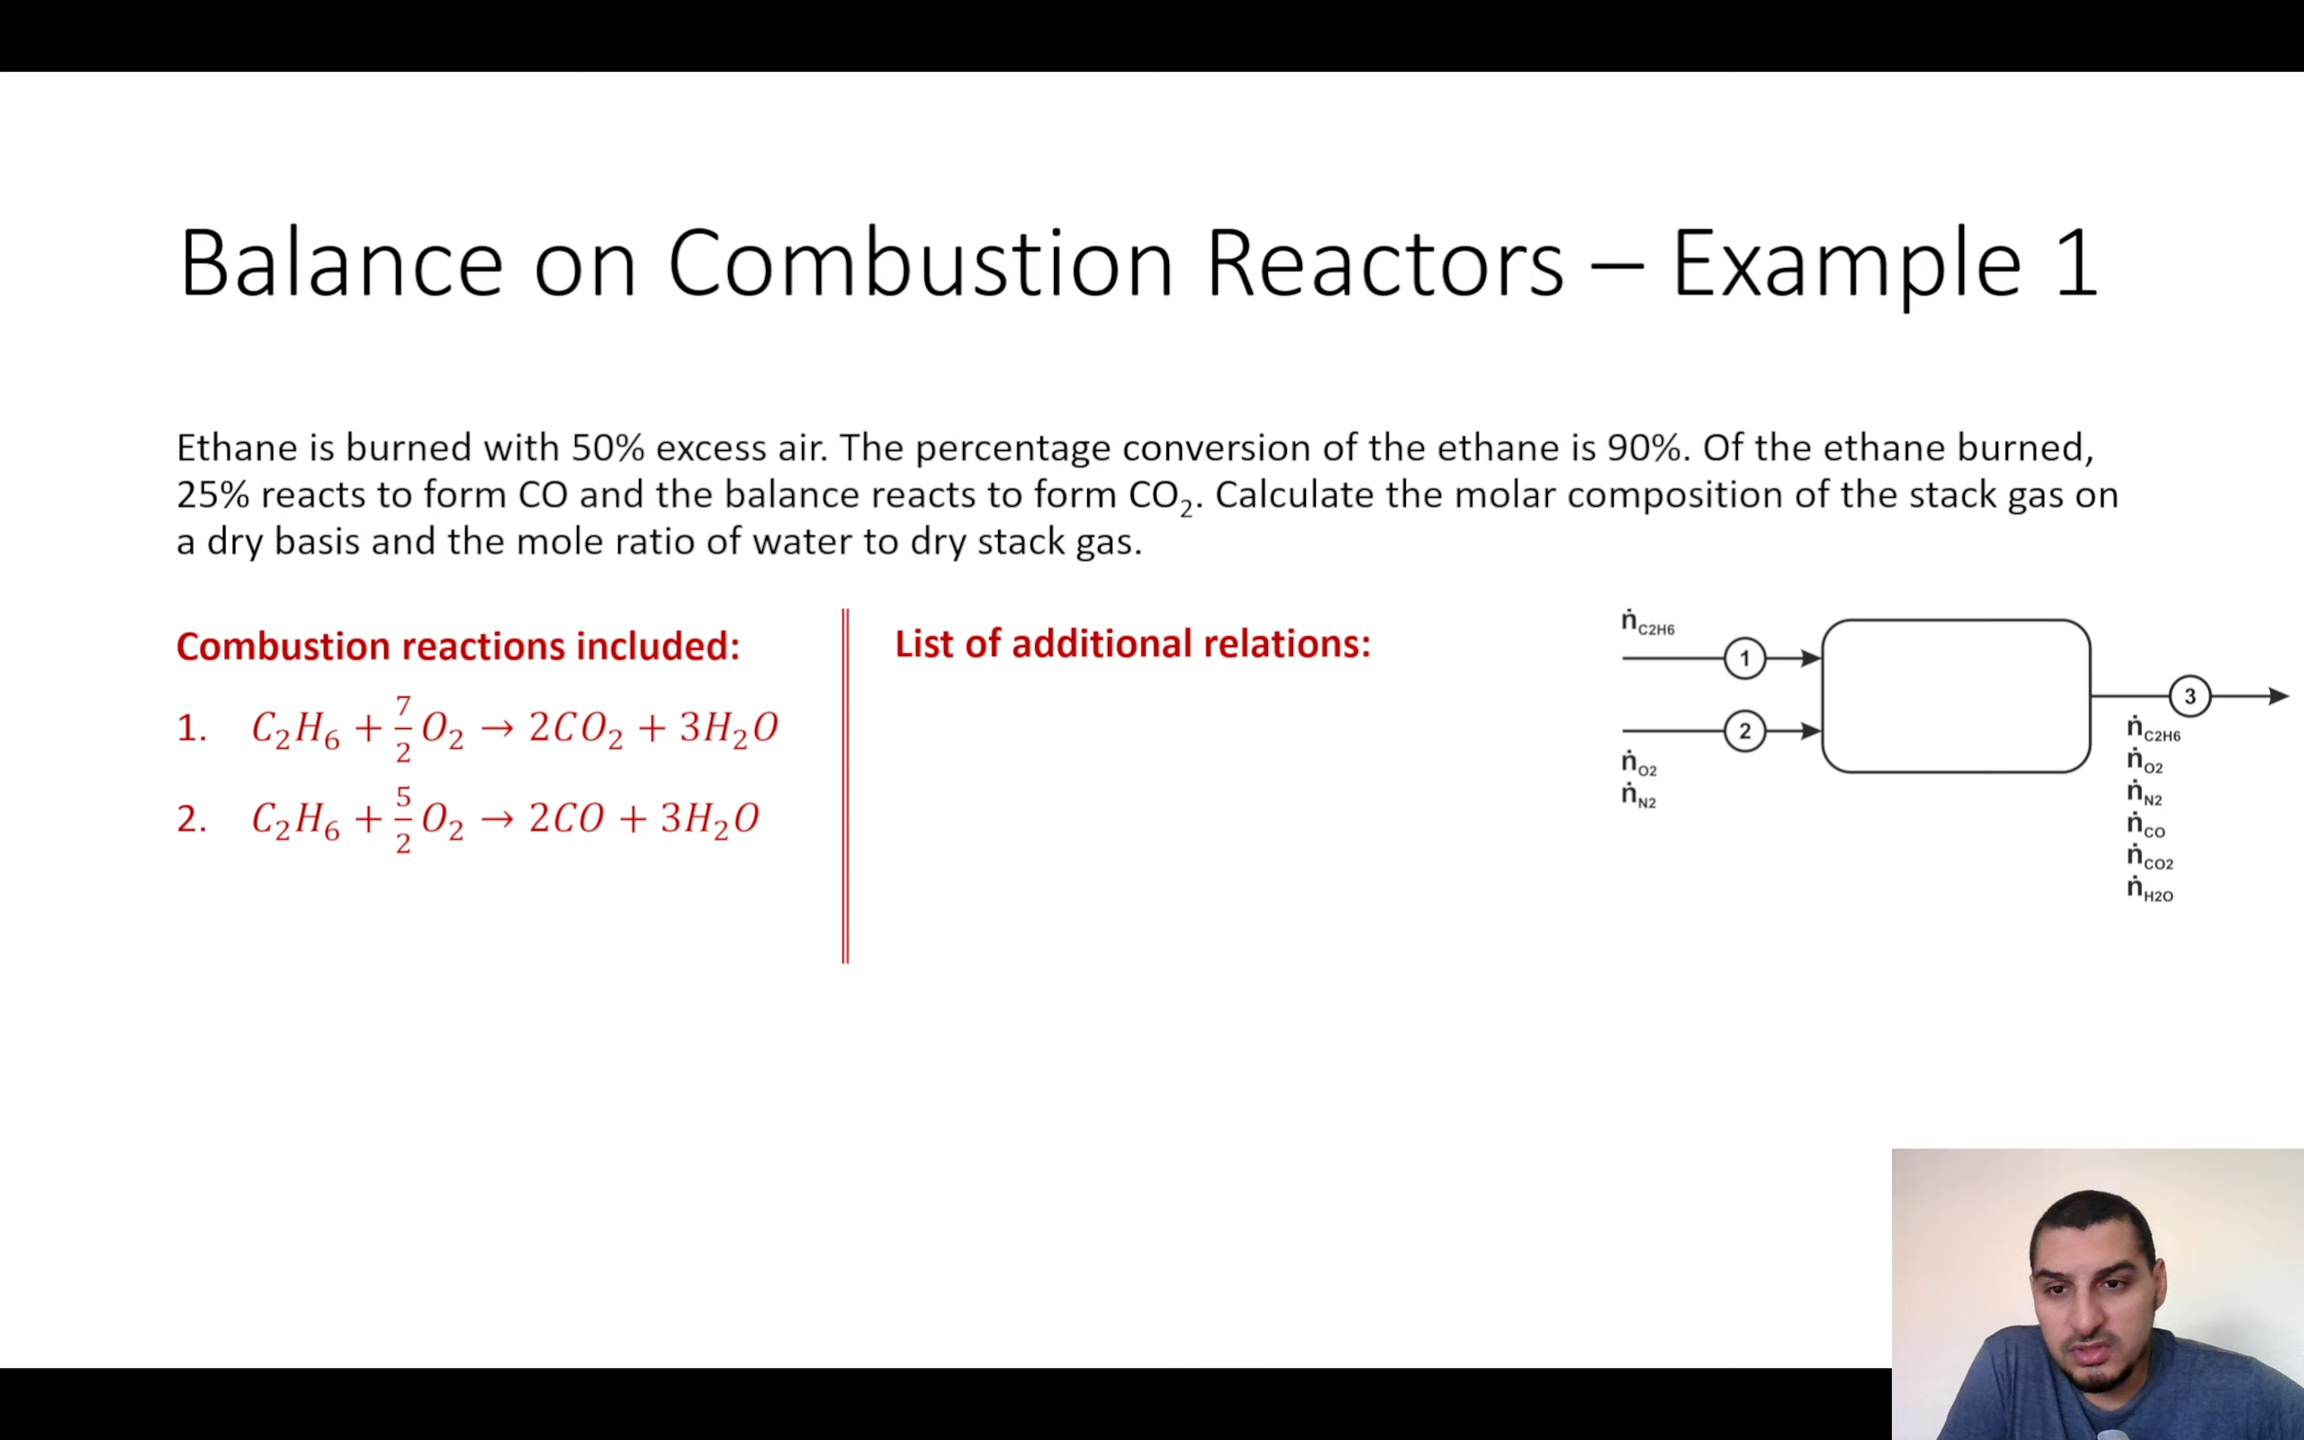 Balance on Combustion Reactors – Example 1
Ethane is burned with 50% excess air. The percentage conversion of the ethane is 90%. Of the ethane burned,
25% reacts to form CO and the balance reacts to form CO₂. Calculate the molar composition of the stack gas on
a dry basis and the mole ratio of water to dry stack gas.
Combustion reactions included:
1. C₂H₆ + 7/2 O₂ → 2CO₂ + 3H₂O
2. C₂H₆ + 5/2 O₂ → 2CO + 3H₂O
List of additional relations:
ṅC2H6
1
2
ṅO2
ṅN2
3
ṅC2H6
ṅO2
ṅN2
ṅCO
ṅCO2
ṅH2O